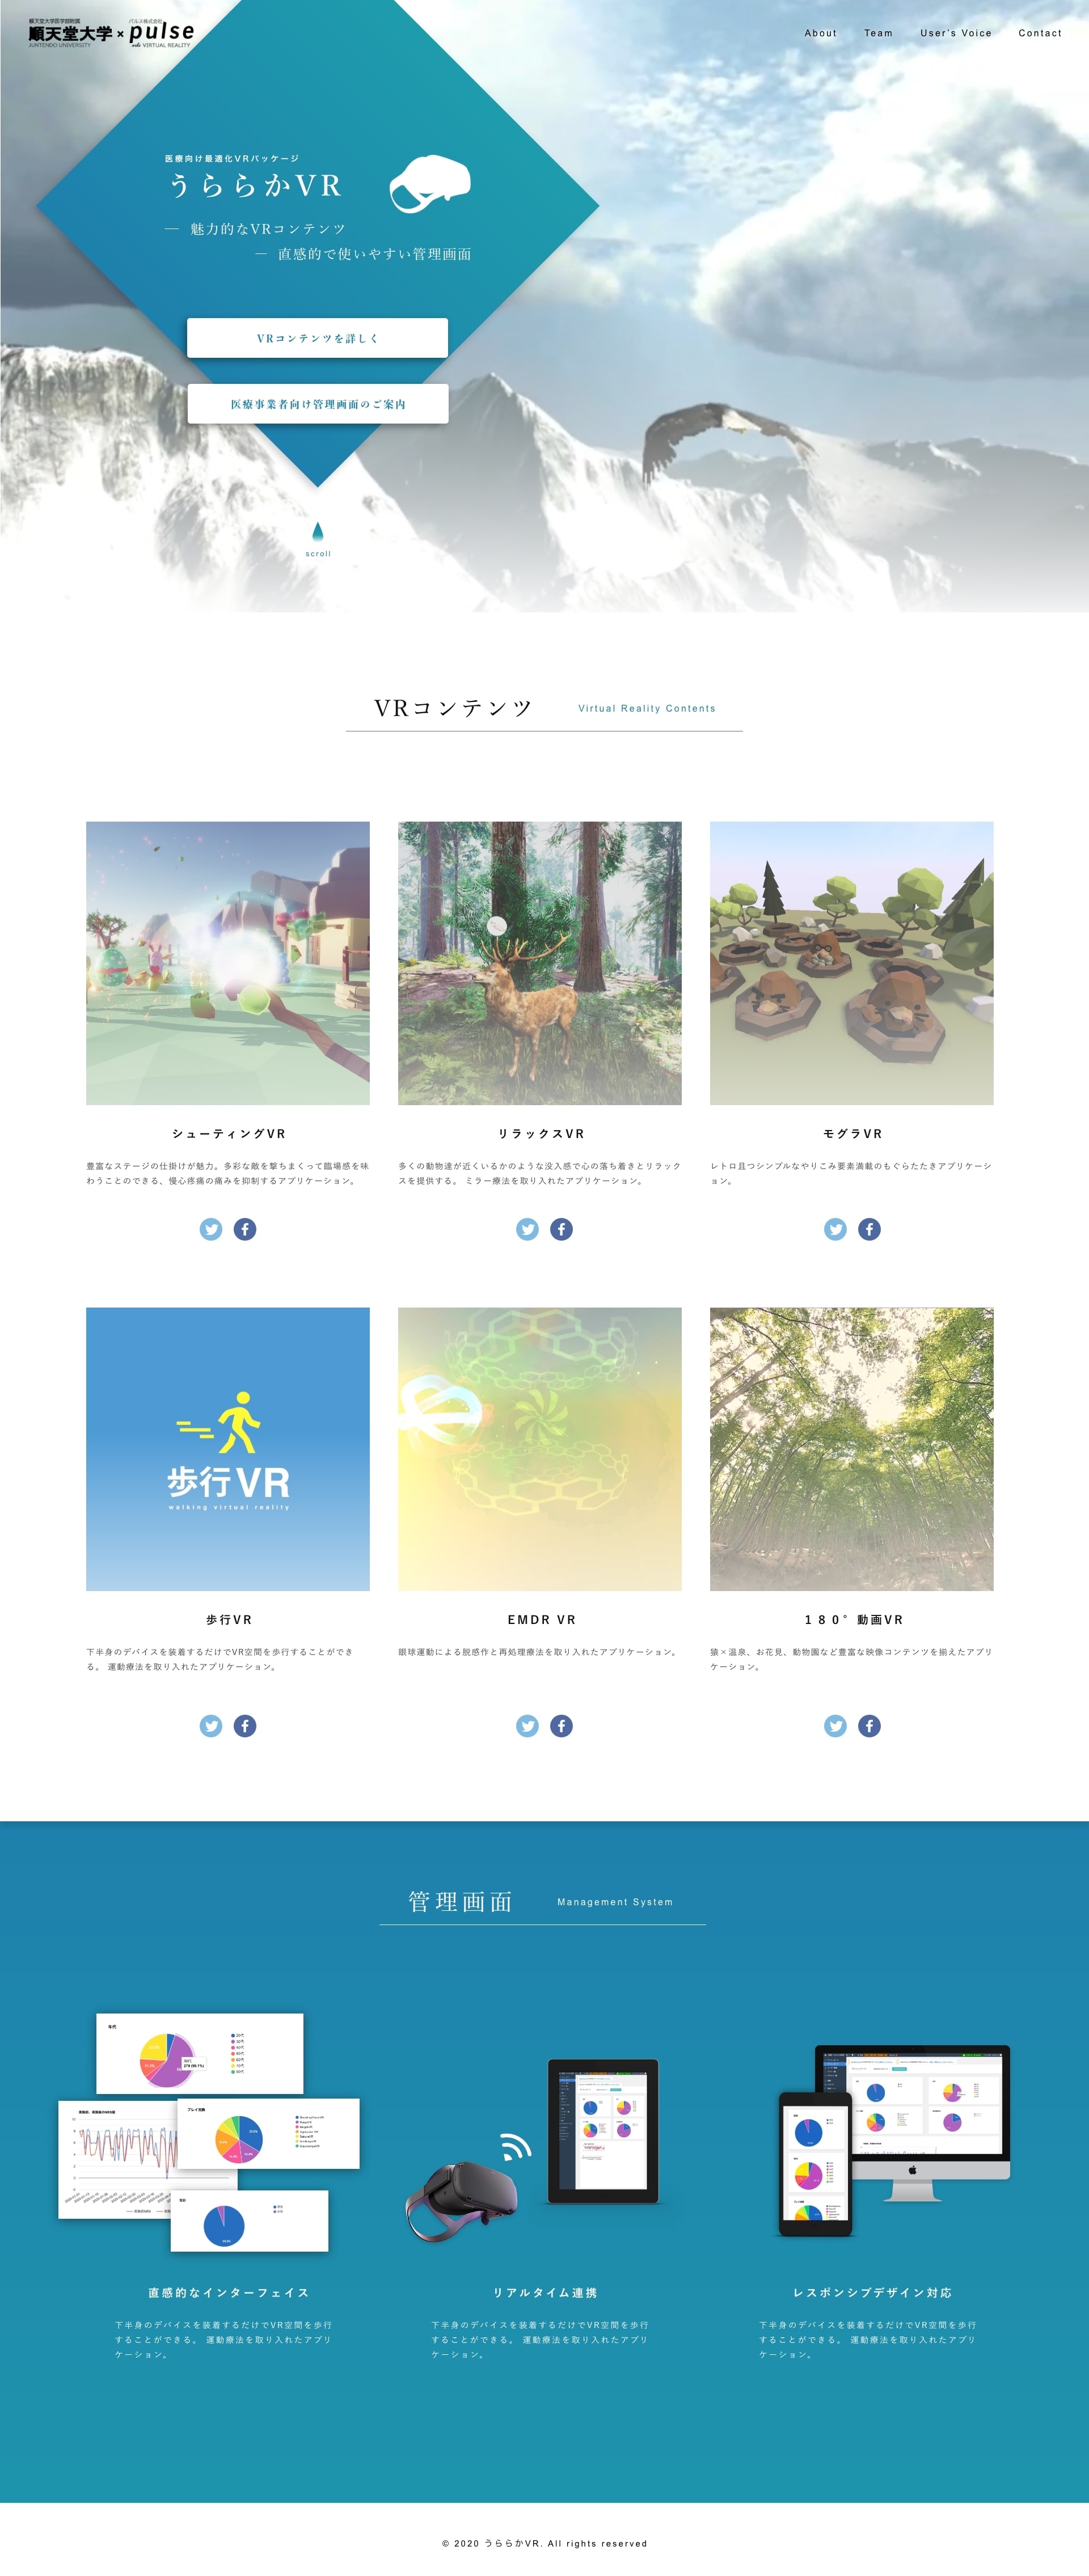 順天堂大学医学部附属
順天堂大学
JUNTENDO UNIVERSITY
×
パルス株式会社
pulse
VIRTUAL REALITY
About
Team
User's Voice
Contact
医療向け最適化VRパッケージ
うららかVR
― 魅力的なVRコンテンツ
― 直感的で使いやすい管理画面
VRコンテンツを詳しく
医療事業者向け管理画面のご案内
scroll
VRコンテンツ
Virtual Reality Contents
シューティングVR
豊富なステージの仕掛けが魅力。多彩な敵を撃ちまくって臨場感を味
わうことのできる、慢心疼痛の痛みを抑制するアプリケーション。
リラックスVR
多くの動物達が近くいるかのような没入感で心の落ち着きとリラック
スを提供する。 ミラー療法を取り入れたアプリケーション。
モグラVR
レトロ且つシンプルなやりこみ要素満載のもぐらたたきアプリケーシ
ョン。
歩行VR
walking virtual reality
歩行VR
下半身のデバイスを装着するだけでVR空間を歩行することができ
る。 運動療法を取り入れたアプリケーション。
EMDR VR
眼球運動による脱感作と再処理療法を取り入れたアプリケーション。
１８０°動画VR
猿×温泉、お花見、動物園など豊富な映像コンテンツを揃えたアプリ
ケーション。
管理画面
Management System
年代
プレイ比較
性別
直感的なインターフェイス
下半身のデバイスを装着するだけでVR空間を歩行
することができる。 運動療法を取り入れたアプリ
ケーション。
リアルタイム連携
下半身のデバイスを装着するだけでVR空間を歩行
することができる。 運動療法を取り入れたアプリ
ケーション。
レスポンシブデザイン対応
下半身のデバイスを装着するだけでVR空間を歩行
することができる。 運動療法を取り入れたアプリ
ケーション。
© 2020 うららかVR. All rights reserved